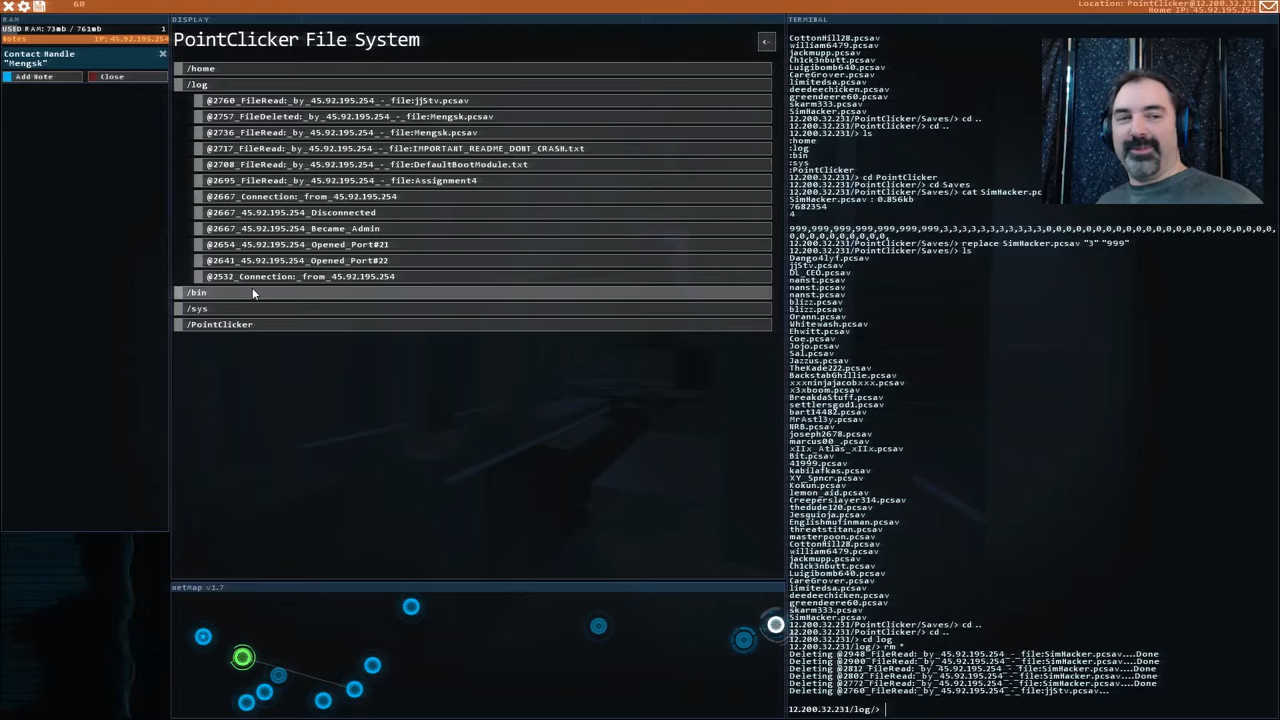 60
Location: PointClicker@12.200.32.231
Home IP: 45.92.195.254
RAM
USED RAM: 73mb / 761mb
1
Notes
IP: 45.92.195.254
Contact Handle
"Mengsk"
Add Note
Close
DISPLAY
PointClicker File System
/home
/log
@2760_FileRead:_by_45.92.195.254_-_file:jjStv.pcsav
@2757_FileDeleted:_by_45.92.195.254_-_file:Mengsk.pcsav
@2736_FileRead:_by_45.92.195.254_-_file:Mengsk.pcsav
@2717_FileRead:_by_45.92.195.254_-_file:IMPORTANT_README_DONT_CRASH.txt
@2708_FileRead:_by_45.92.195.254_-_file:DefaultBootModule.txt
@2695_FileRead:_by_45.92.195.254_-_file:Assignment4
@2667_Connection:_from_45.92.195.254
@2667_45.92.195.254_Disconnected
@2667_45.92.195.254_Became_Admin
@2654_45.92.195.254_Opened_Port#21
@2641_45.92.195.254_Opened_Port#22
@2532_Connection:_from_45.92.195.254
/bin
/sys
/PointClicker
netMap v1.7
TERMINAL
CottonHill28.pcsav
william6479.pcsav
jackmupp.pcsav
Ch1ck3nbutt.pcsav
Luigibomb640.pcsav
CareGrover.pcsav
limitedsa.pcsav
deedeechicken.pcsav
greendeere60.pcsav
skarm333.pcsav
SimHacker.pcsav
12.200.32.231/PointClicker/Saves/> cd ..
12.200.32.231/PointClicker/> cd ..
12.200.32.231/> ls
:home
:log
:bin
:sys
:PointClicker
12.200.32.231/> cd PointClicker
12.200.32.231/PointClicker/> cd Saves
12.200.32.231/PointClicker/Saves/> cat SimHacker.pc
SimHacker.pcsav : 0.856kb
7682354
4
12.200.32.231/PointClicker/Saves/> replace SimHacker.pcsav "3" "999"
12.200.32.231/PointClicker/Saves/> ls
Dango4lyf.pcsav
jjStv.pcsav
DL_CEO.pcsav
nanst.pcsav
nanst.pcsav
nanst.pcsav
blizz.pcsav
blizz.pcsav
Orann.pcsav
Whitewash.pcsav
Ehwitt.pcsav
Coe.pcsav
Jojo.pcsav
Sal.pcsav
Jazzus.pcsav
TheKade222.pcsav
BackstabGhillie.pcsav
xxxninjajacobxxx.pcsav
x3xboom.pcsav
BreakdaStuff.pcsav
settlersgod1.pcsav
bart14482.pcsav
MrAstl3y.pcsav
NRB.pcsav
joseph2678.pcsav
marcus00_.pcsav
xIIx_Atlas_xIIx.pcsav
Bit.pcsav
41999.pcsav
kabilafkas.pcsav
XY_Spncr.pcsav
Kokun.pcsav
lemon_aid.pcsav
Creeperslayer314.pcsav
thedude120.pcsav
Jesquioja.pcsav
Englishmufinman.pcsav
threatstitan.pcsav
masterpoon.pcsav
CottonHill28.pcsav
william6479.pcsav
jackmupp.pcsav
Ch1ck3nbutt.pcsav
Luigibomb640.pcsav
CareGrover.pcsav
limitedsa.pcsav
deedeechicken.pcsav
greendeere60.pcsav
skarm333.pcsav
SimHacker.pcsav
12.200.32.231/PointClicker/Saves/> cd ..
12.200.32.231/PointClicker/> cd ..
12.200.32.231/> cd log
12.200.32.231/log/> rm *
Deleting @2948_FileRead:_by_45.92.195.254_-_file:SimHacker.pcsav....Done
Deleting @2900_FileRead:_by_45.92.195.254_-_file:SimHacker.pcsav....Done
Deleting @2812_FileRead:_by_45.92.195.254_-_file:SimHacker.pcsav....Done
Deleting @2802_FileRead:_by_45.92.195.254_-_file:SimHacker.pcsav....Done
Deleting @2772_FileRead:_by_45.92.195.254_-_file:SimHacker.pcsav....Done
Deleting @2760_FileRead:_by_45.92.195.254_-_file:jjStv.pcsav...
12.200.32.231/log/>